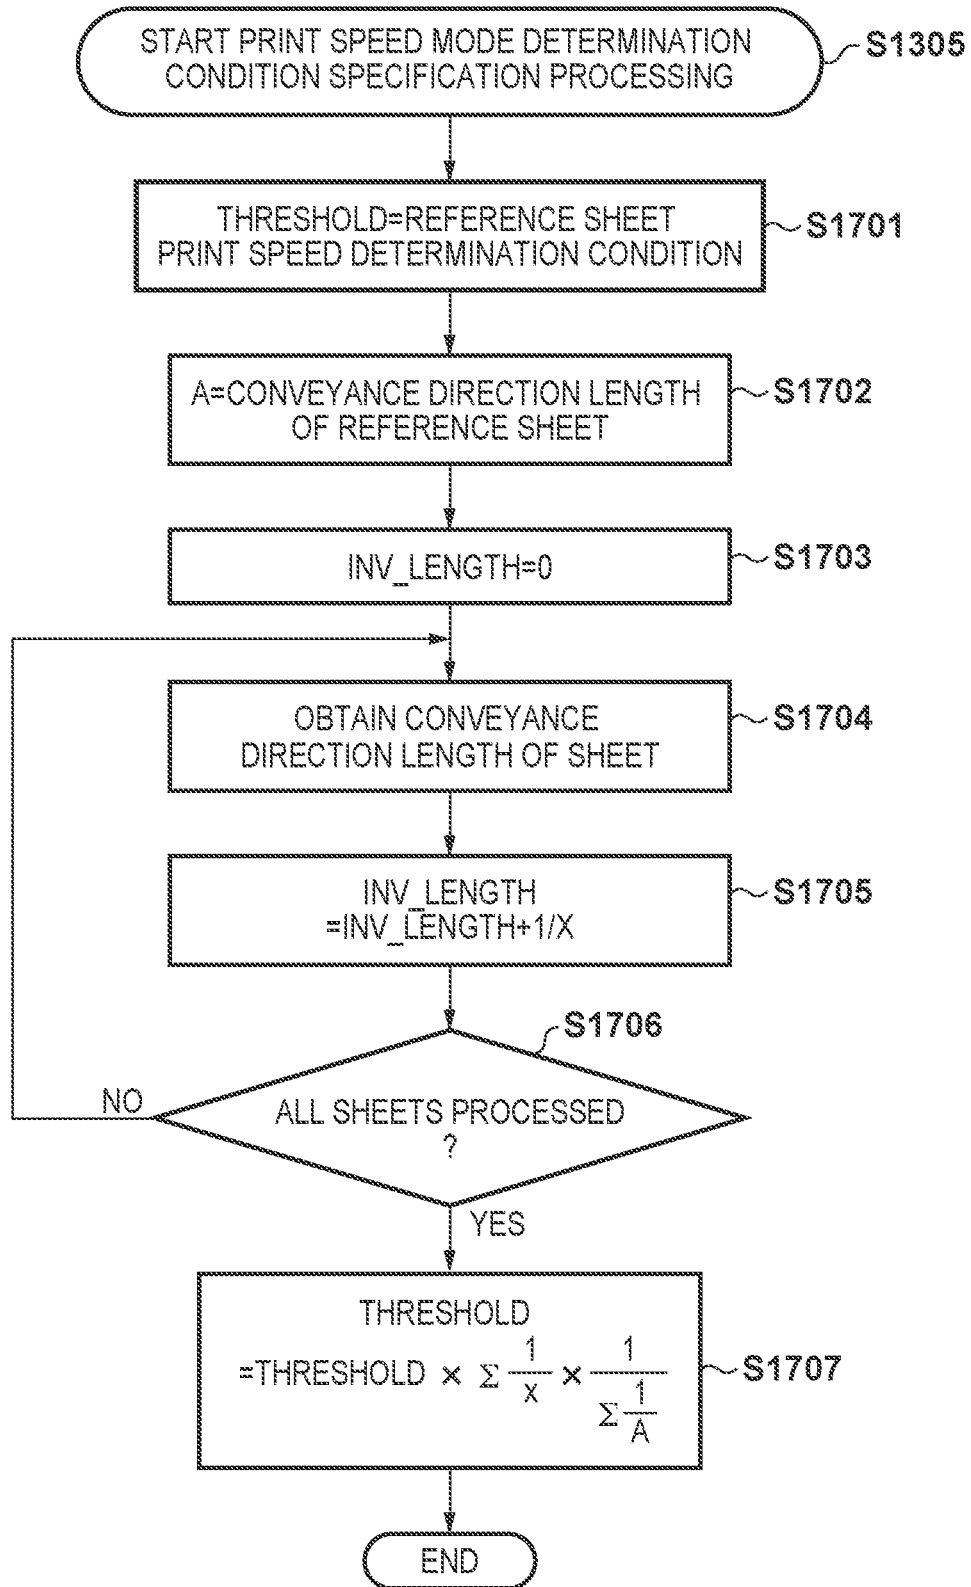 START PRINT SPEED MODE DETERMINATION
CONDITION SPECIFICATION PROCESSING
S1305
THRESHOLD=REFERENCE SHEET
PRINT SPEED DETERMINATION CONDITION
S1701
A=CONVEYANCE DIRECTION LENGTH
OF REFERENCE SHEET
S1702
INV_LENGTH=0
S1703
OBTAIN CONVEYANCE
DIRECTION LENGTH OF SHEET
S1704
INV_LENGTH
=INV_LENGTH+1/X
S1705
S1706
ALL SHEETS PROCESSED
?
NO
YES
THRESHOLD
=THRESHOLD × Σ 1/x × 1/(Σ 1/A)
S1707
END